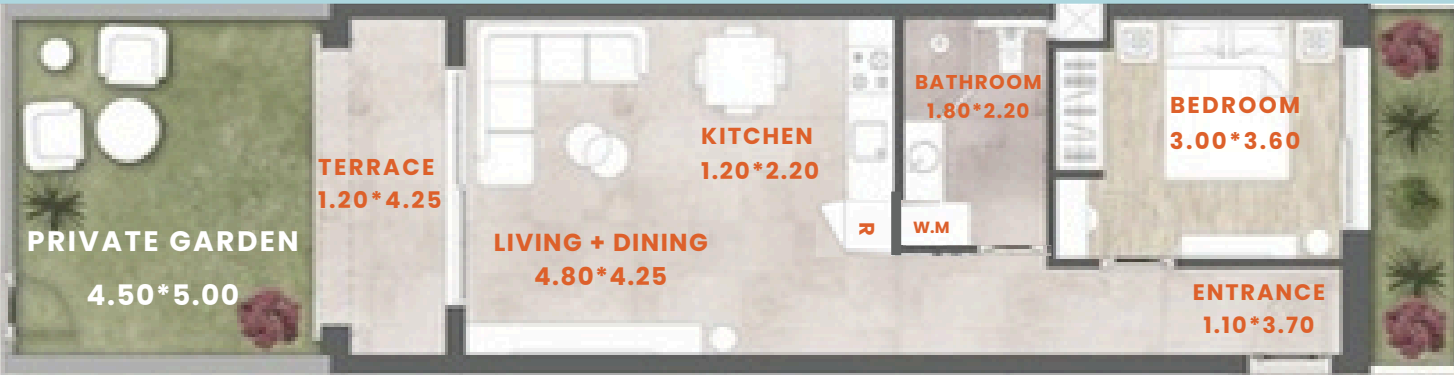 PRIVATE GARDEN
4.50*5.00
TERRACE
1.20*4.25
LIVING + DINING
4.80*4.25
KITCHEN
1.20*2.20
R
W.M
BATHROOM
1.80*2.20
BEDROOM
3.00*3.60
ENTRANCE
1.10*3.70